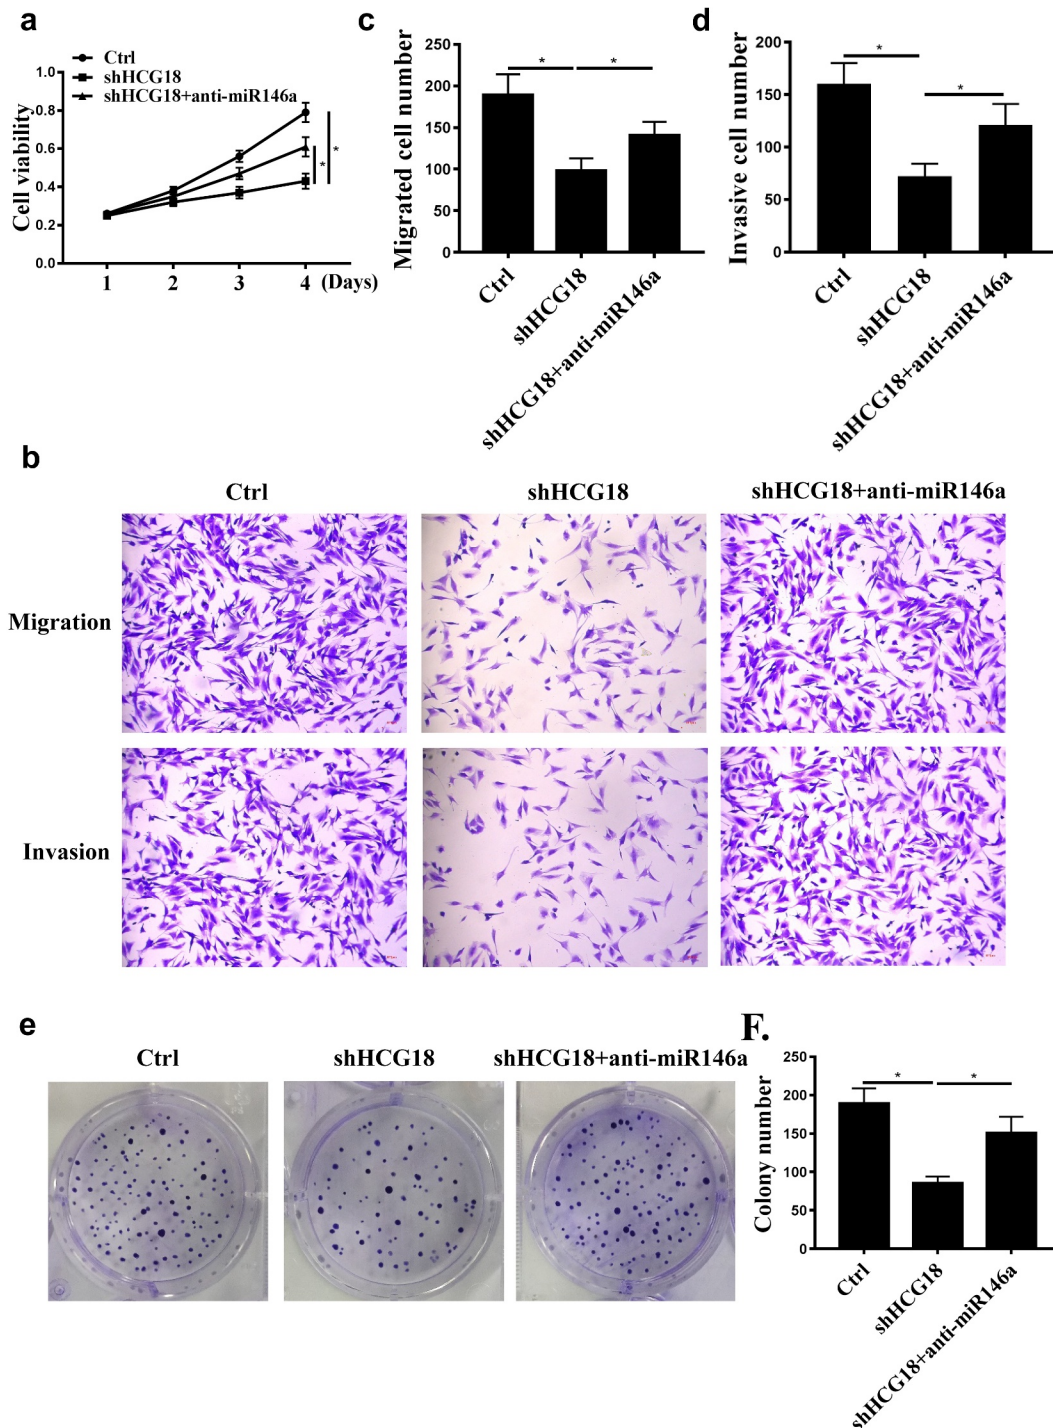 a
Ctrl
shHCG18
shHCG18+anti-miR146a
Cell viability
1.0
0.8
0.6
0.4
0.2
0.0
1 2 3 4 (Days)
*
*
c
Migrated cell number
250
200
150
100
50
0
* *
Ctrl
shHCG18
shHCG18+anti-miR146a
d
Invasive cell number
200
150
100
50
0
*
*
Ctrl
shHCG18
shHCG18+anti-miR146a
b
Ctrl shHCG18 shHCG18+anti-miR146a
Migration
Invasion
e
Ctrl shHCG18 shHCG18+anti-miR146a
F.
Colony number
250
200
150
100
50
0
* *
Ctrl
shHCG18
shHCG18+anti-miR146a